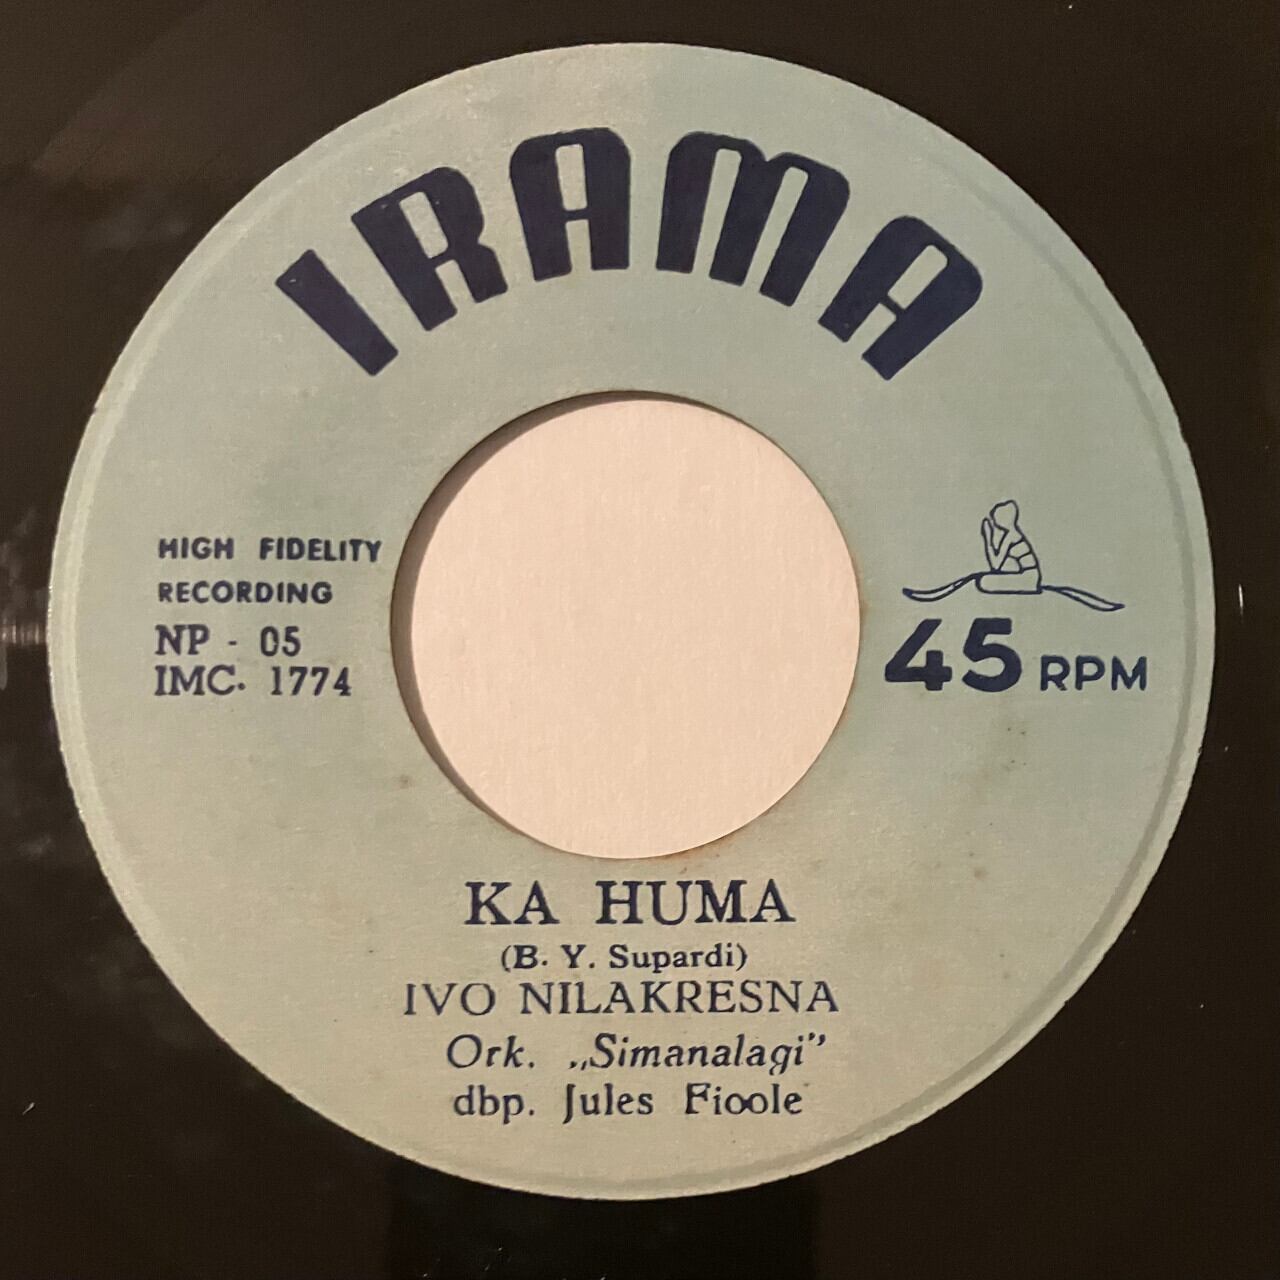 IRAMA
HIGH FIDELITY
RECORDING
NP - 05
IMC. 1774
45 RPM
KA HUMA
(B. Y. Supardi)
IVO NILAKRESNA
Ork. „Simanalagi”
dbp. Jules Fioole